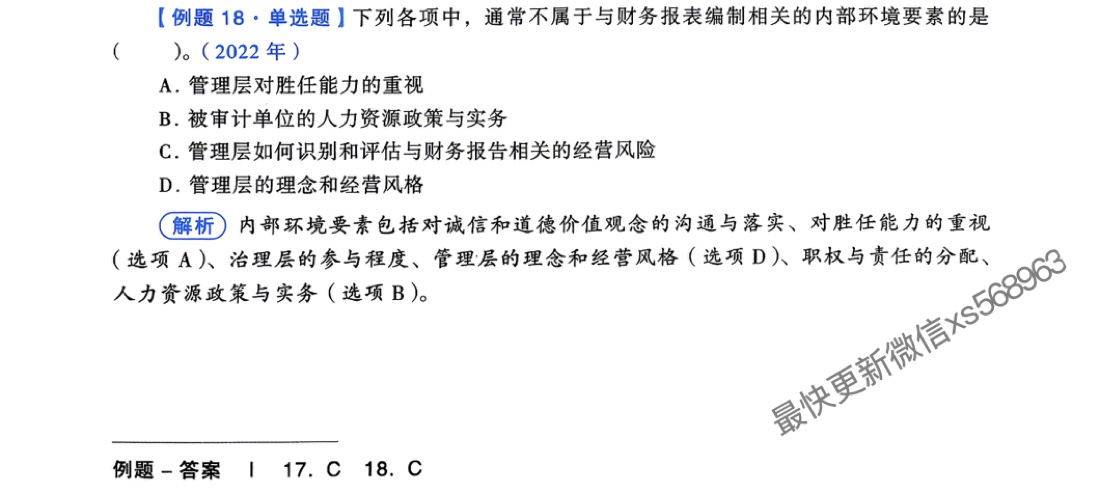 【例题 18·单选题】下列各项中，通常不属于与财务报表编制相关的内部环境要素的是
(　　)。（2022 年）
A. 管理层对胜任能力的重视
B. 被审计单位的人力资源政策与实务
C. 管理层如何识别和评估与财务报告相关的经营风险
D. 管理层的理念和经营风格
解析 内部环境要素包括对诚信和道德价值观念的沟通与落实、对胜任能力的重视
（选项 A）、治理层的参与程度、管理层的理念和经营风格（选项 D）、职权与责任的分配、
人力资源政策与实务（选项 B）。
最快更新微信xs568963
例题 – 答案　|　17. C　18. C